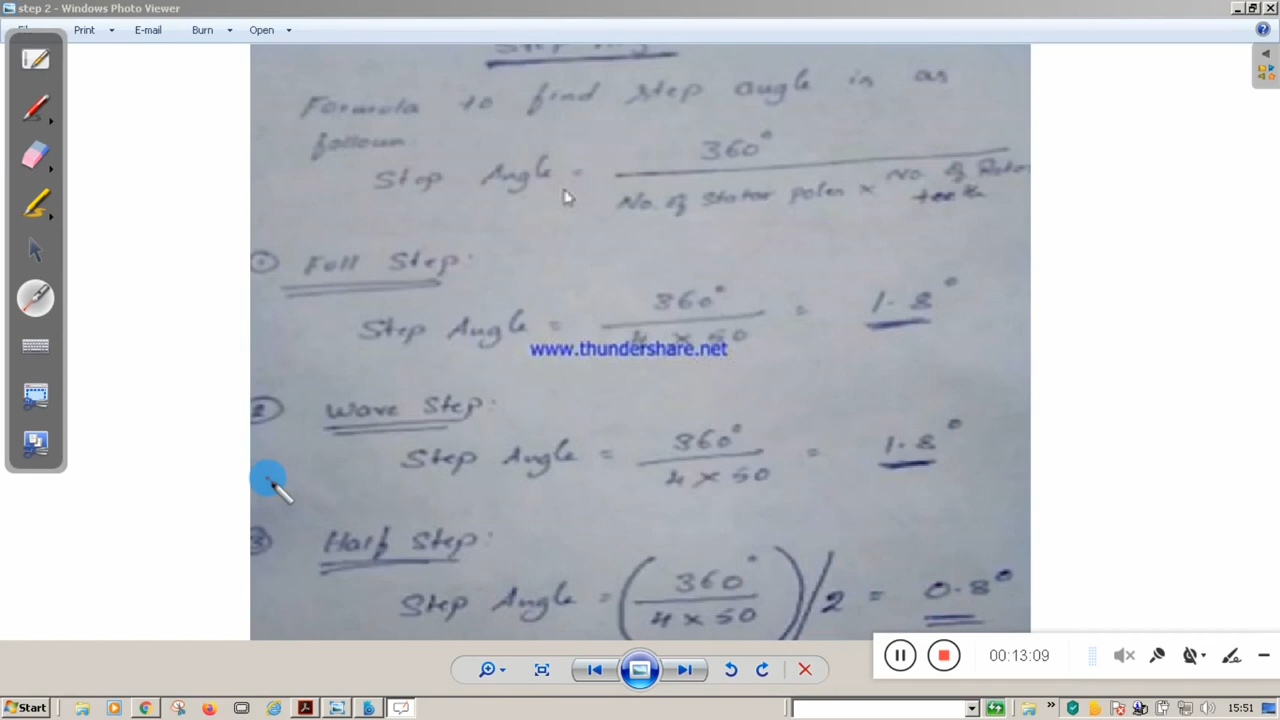 step 2 - Windows Photo Viewer
Print E-mail Burn Open
Formula to find step angle is as
follows
Step Angle = 360° / No. of Stator poles × No. of Rotor teeth
① Full Step:
Step Angle = 360° / 4 × 50 = 1.8°
www.thundershare.net
② Wave Step:
Step Angle = 360° / 4 × 50 = 1.8°
③ Half Step:
Step Angle = (360° / 4 × 50)/2 = 0.8°
00:13:09
Start
15:51